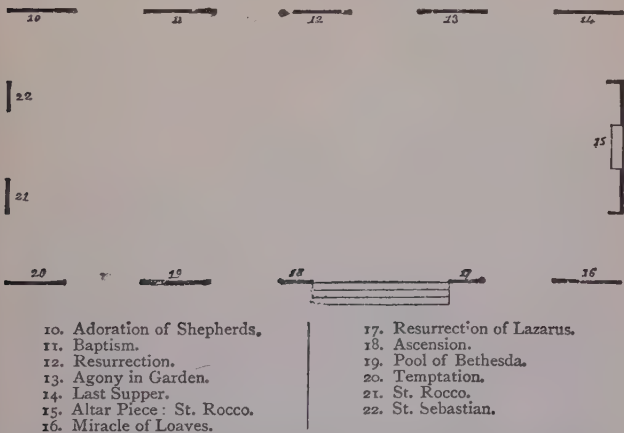 10
11
12
13
14
22
15
21
20
19
18
17
16
10. Adoration of Shepherds.
11. Baptism.
12. Resurrection.
13. Agony in Garden.
14. Last Supper.
15. Altar Piece: St. Rocco.
16. Miracle of Loaves.
17. Resurrection of Lazarus.
18. Ascension.
19. Pool of Bethesda.
20. Temptation.
21. St. Rocco.
22. St. Sebastian.